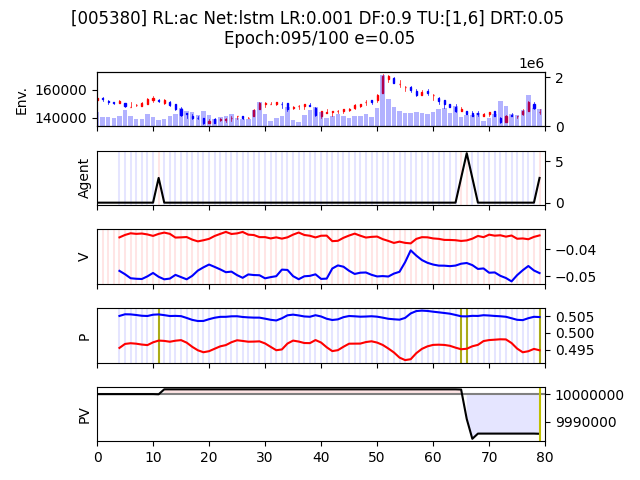 [005380] RL:ac Net:lstm LR:0.001 DF:0.9 TU:[1,6] DRT:0.05
Epoch:095/100 e=0.05
1e6
Env.
160000
140000
2
0
Agent
5
0
V
−0.04
−0.05
P
0.505
0.500
0.495
PV
10000000
9990000
0 10 20 30 40 50 60 70 80